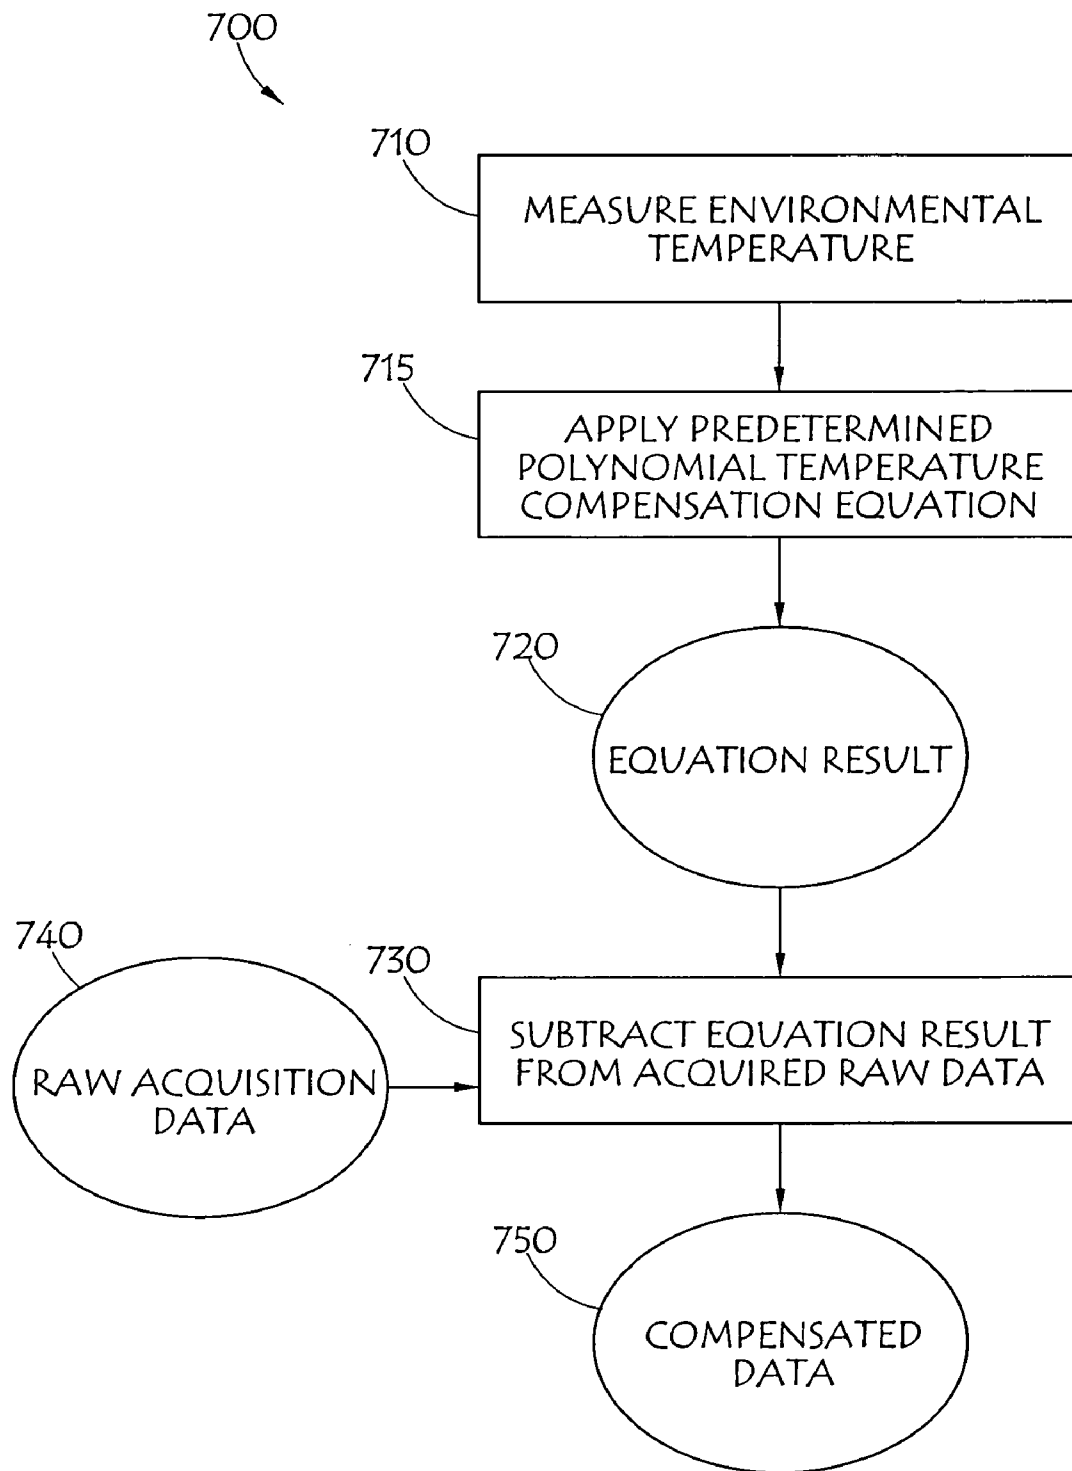 700
710
MEASURE ENVIRONMENTAL
TEMPERATURE
715
APPLY PREDETERMINED
POLYNOMIAL TEMPERATURE
COMPENSATION EQUATION
720
EQUATION RESULT
740
RAW ACQUISITION
DATA
730
SUBTRACT EQUATION RESULT
FROM ACQUIRED RAW DATA
750
COMPENSATED
DATA